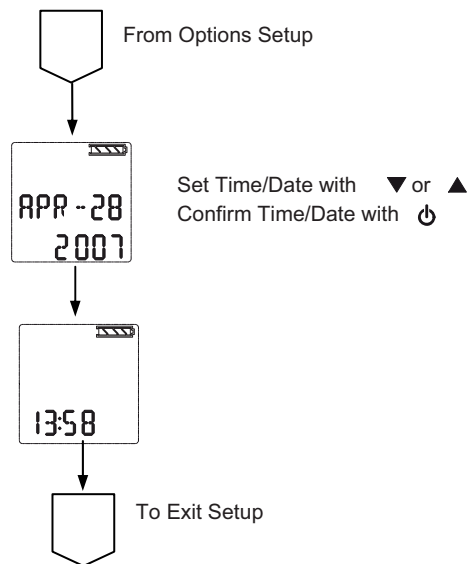 From Options Setup
APR-28
2007
Set Time/Date with ▼ or ▲
Confirm Time/Date with ⏻
13:58
To Exit Setup